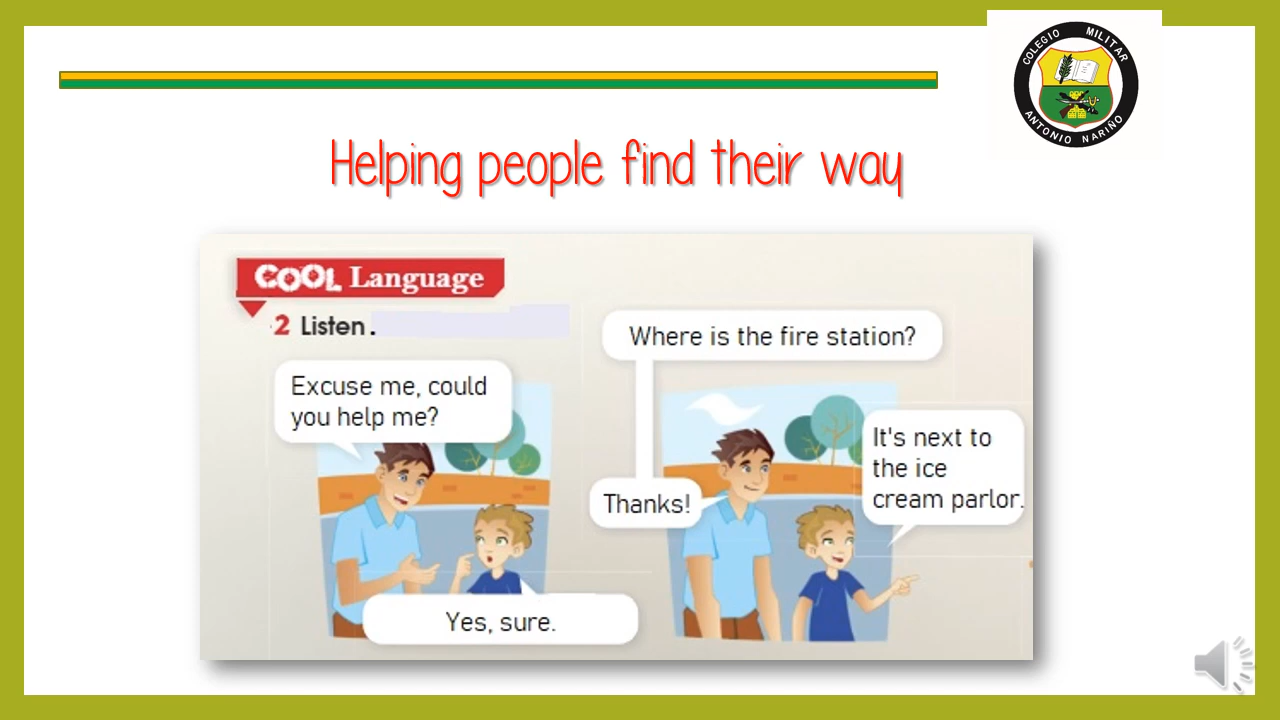 COLEGIO MILITAR
ANTONIO NARIÑO
Helping people find their way
COOL Language
2 Listen.
Excuse me, could
you help me?
Yes, sure.
Where is the fire station?
It's next to
the ice
cream parlor.
Thanks!